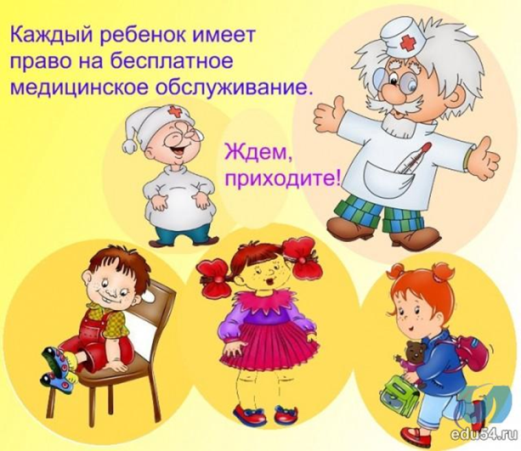 Каждый ребенок имеет
право на бесплатное
медицинское обслуживание.
Ждем,
приходите!
edu54.ru